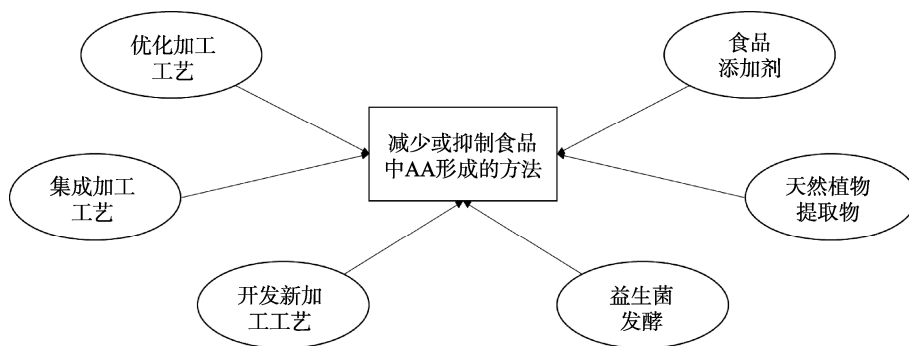 优化加工
工艺
食品
添加剂
减少或抑制食品
中AA形成的方法
集成加工
工艺
天然植物
提取物
开发新加
工工艺
益生菌
发酵